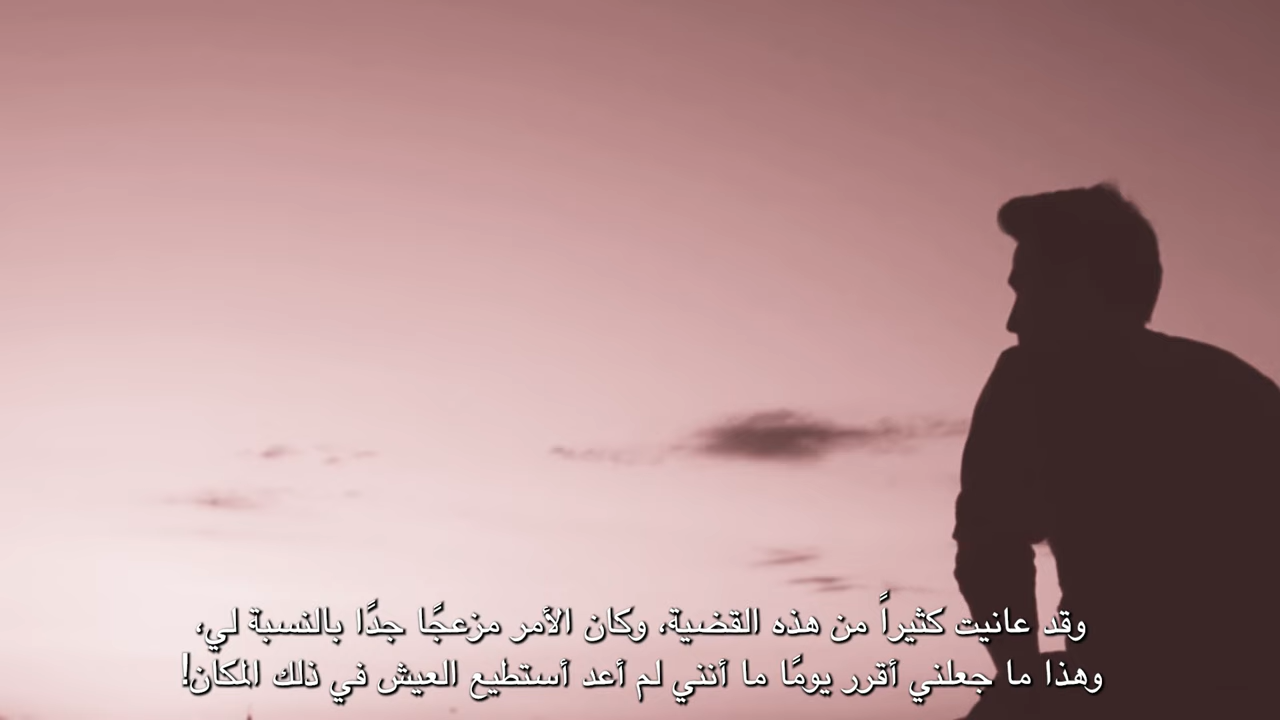 وقد عانيت كثيراً من هذه القضية، وكان الأمر مزعجًا جدًا بالنسبة لي،
وهذا ما جعلني أقرر يومًا ما أنني لم أعد أستطيع العيش في ذلك المكان!